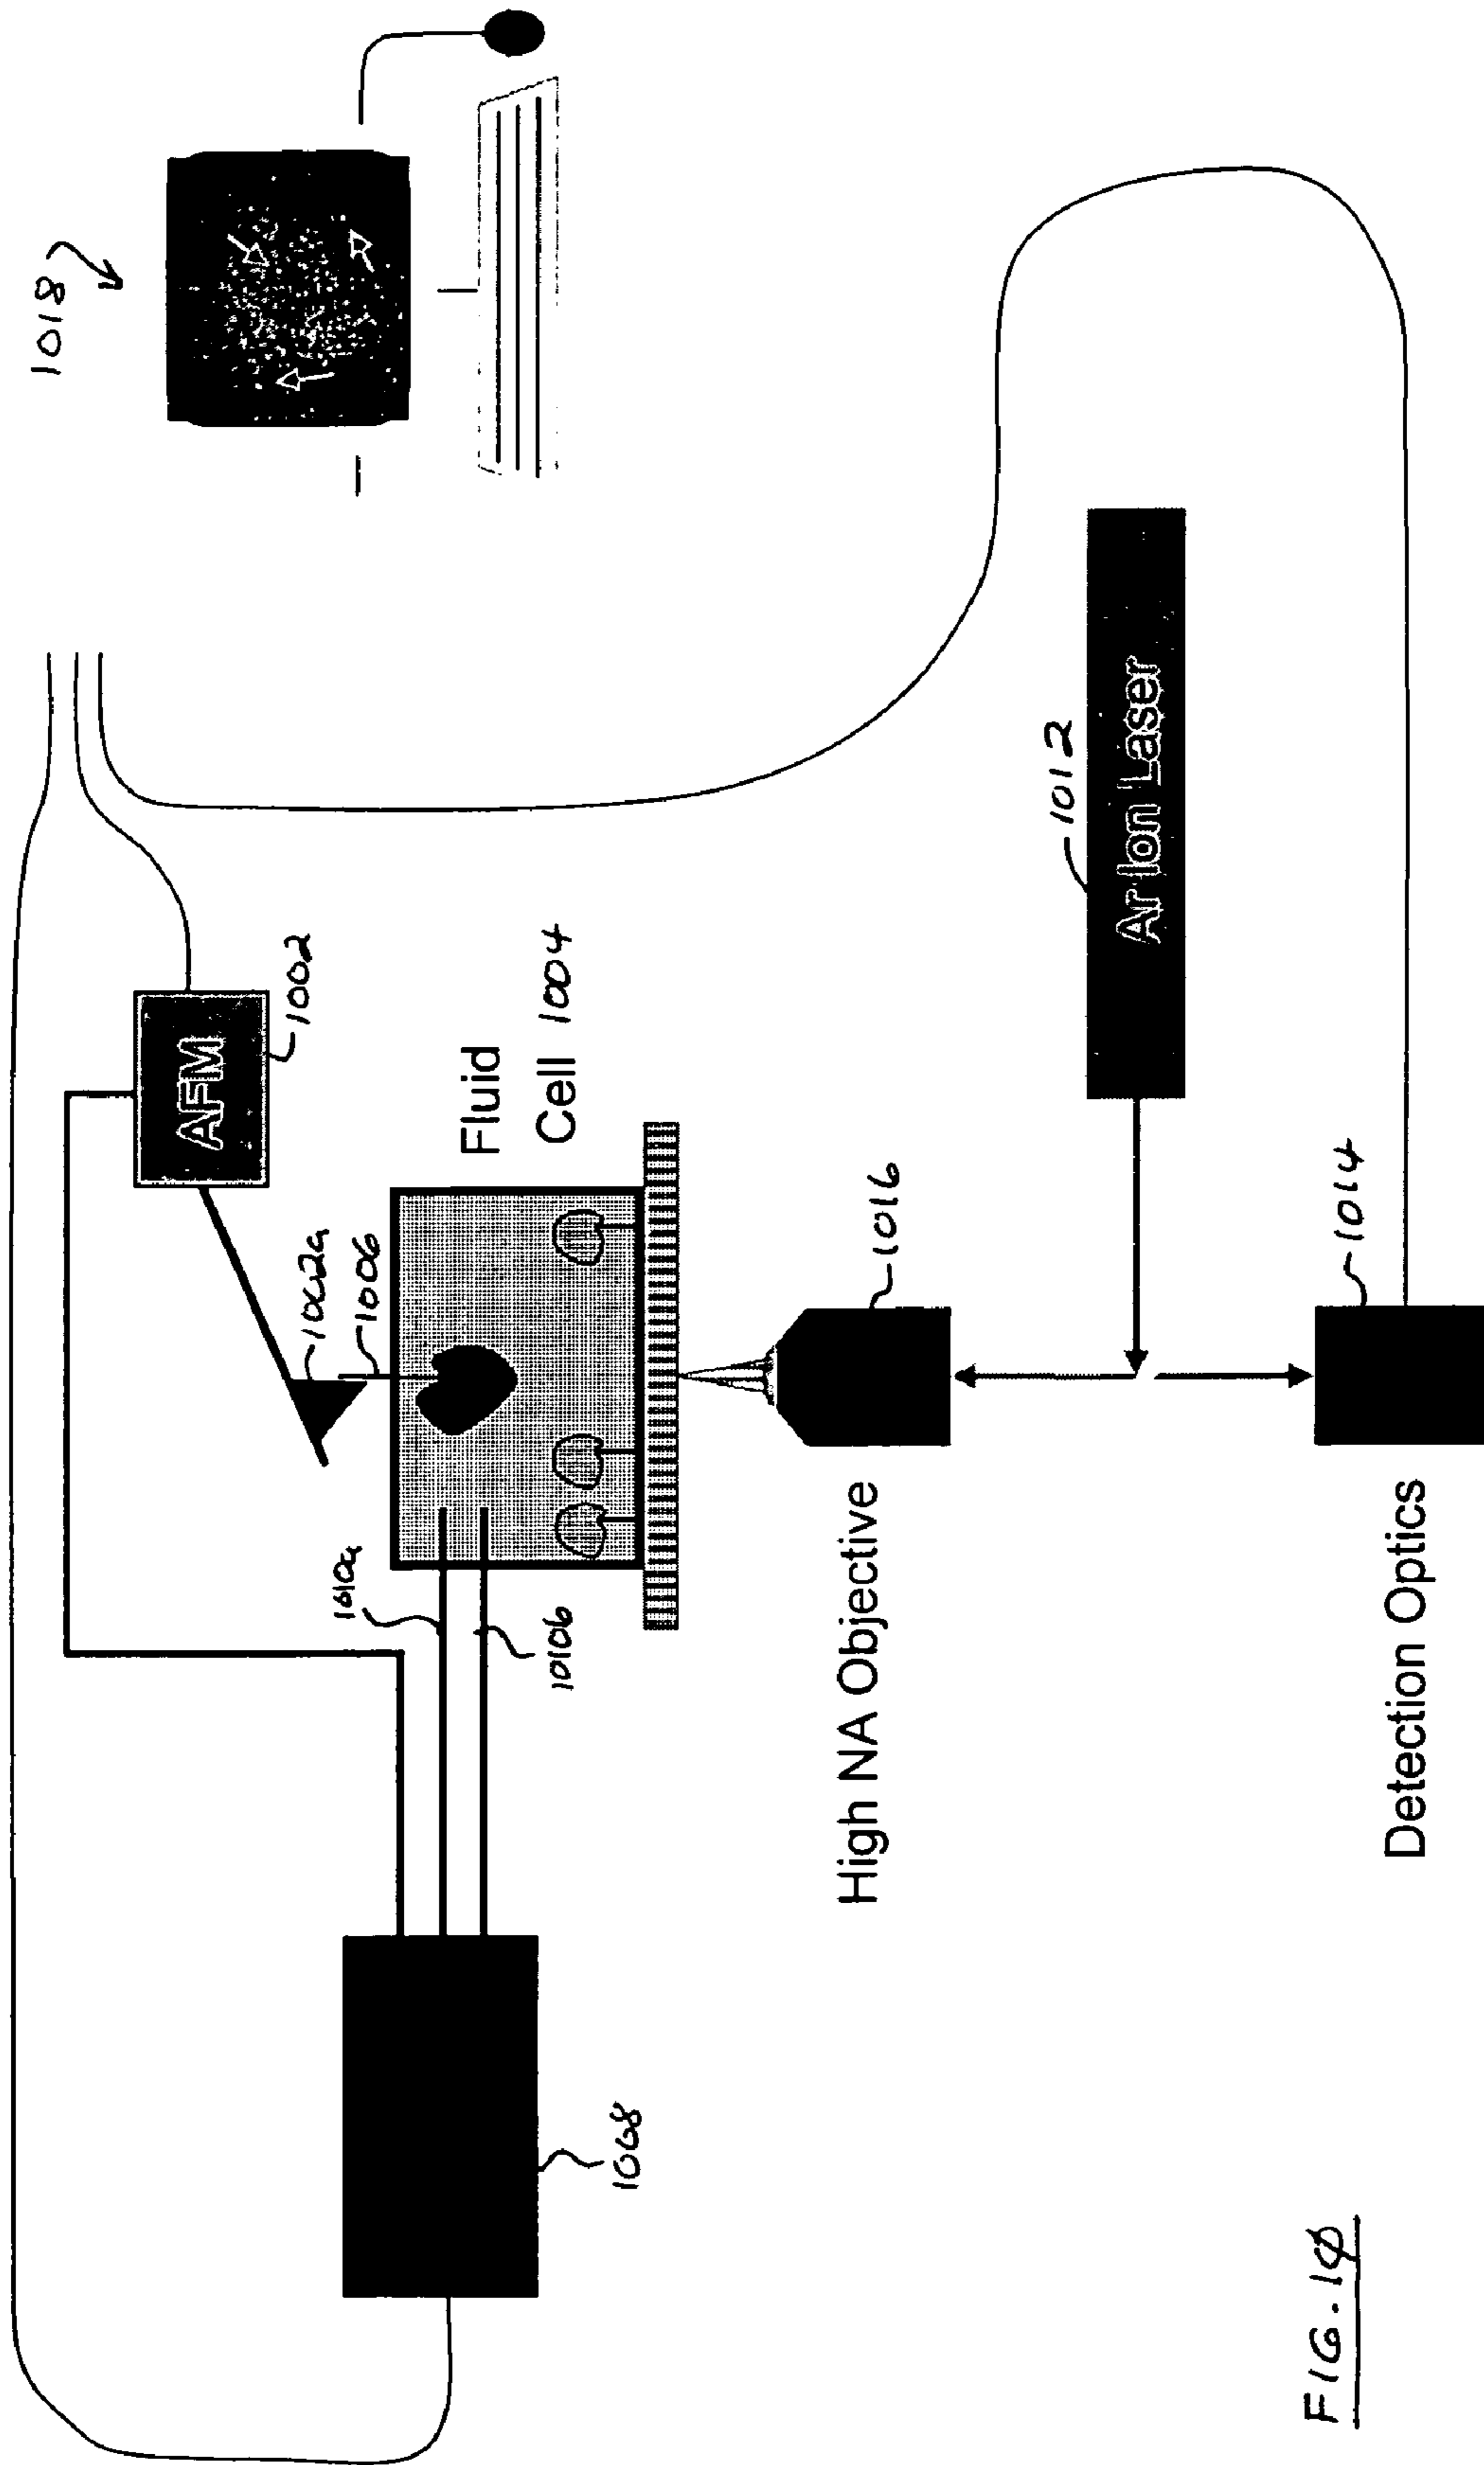 1018
AFM
1002
1002a
1006
Fluid
Cell 1004
1010a
1010b
1008
High NA Objective
1016
1012
Ar Ion Laser
1014
Detection Optics
FIG. 10